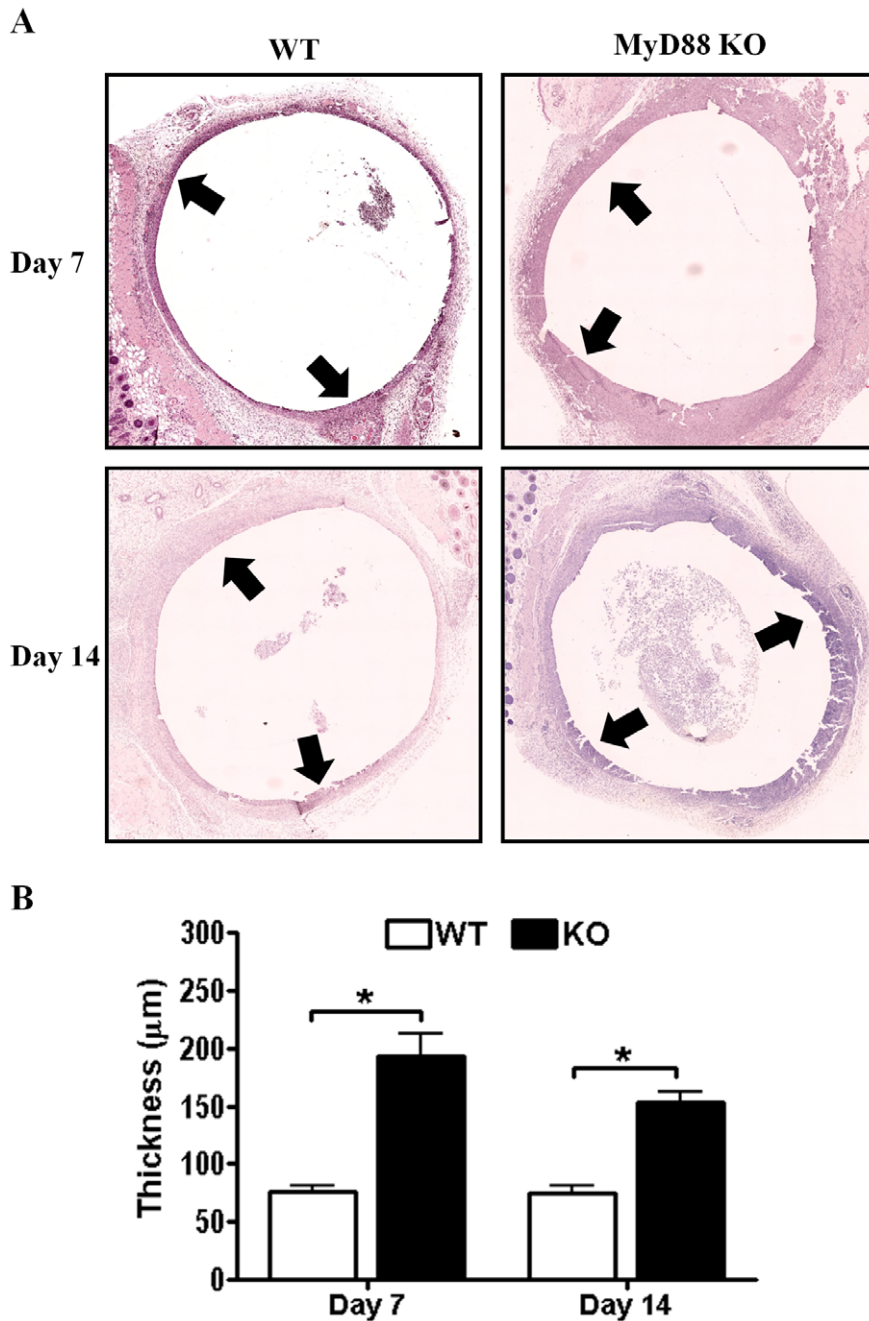 A
WT MyD88 KO
Day 7
Day 14
B
300
250
200
150
100
50
0
Thickness (μm)
WT KO
*
*
Day 7 Day 14